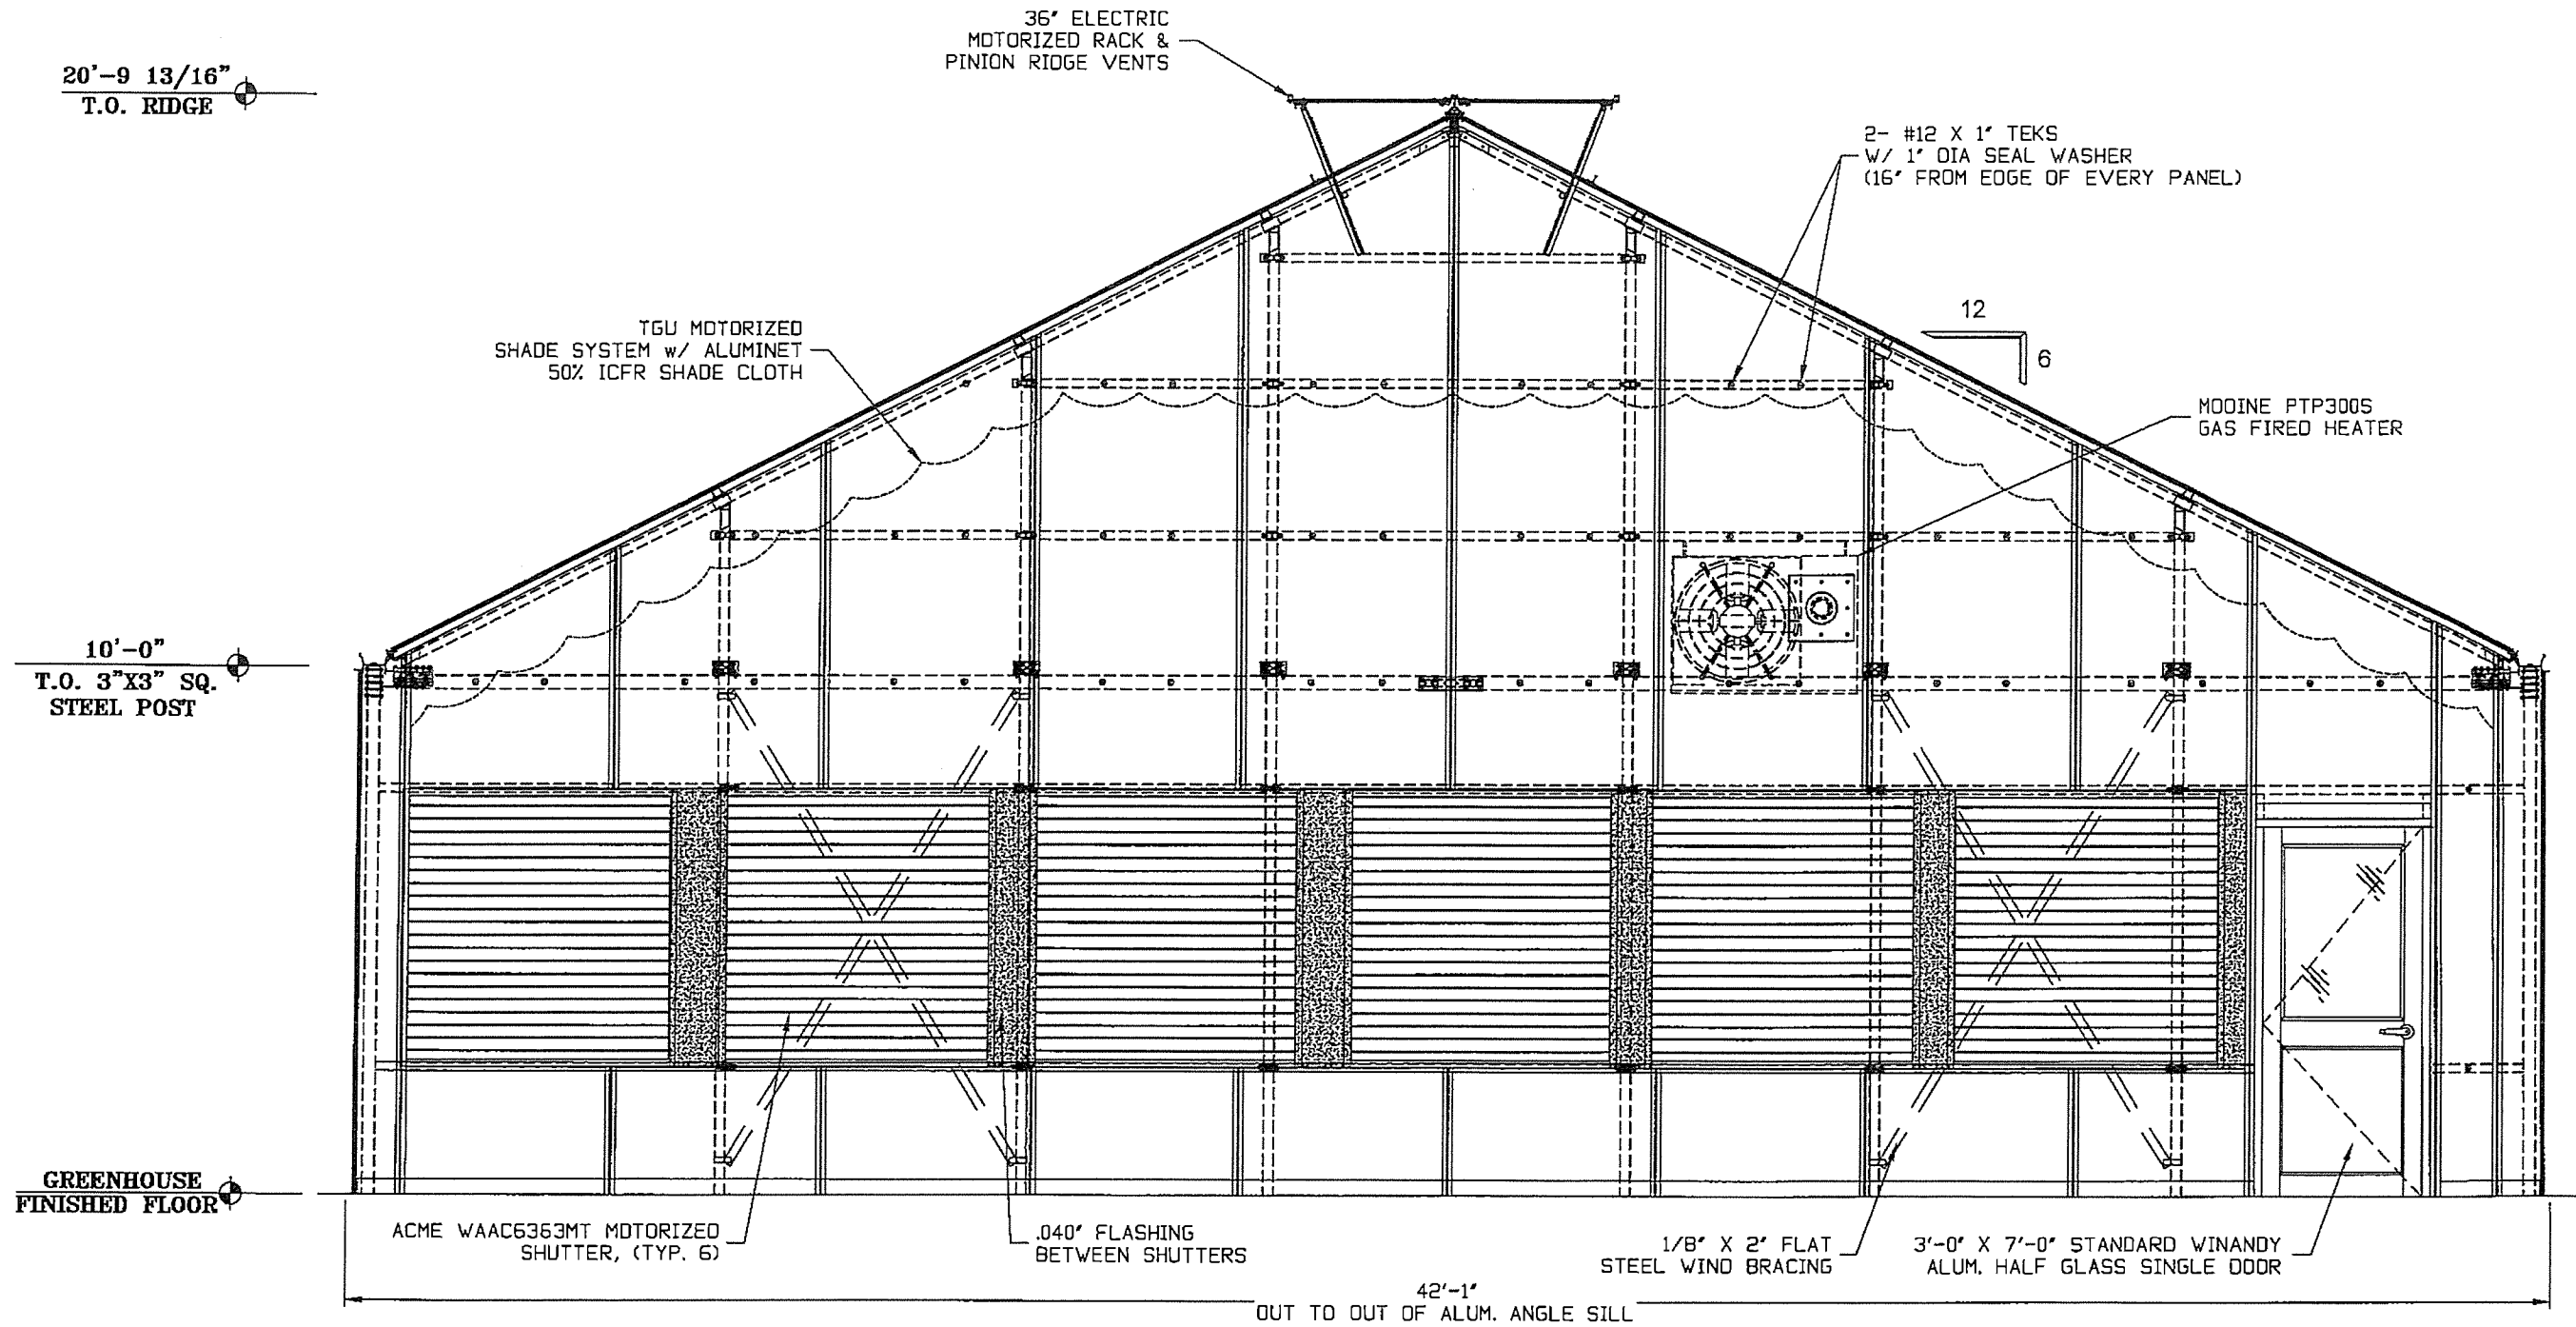 36" ELECTRIC
MOTORIZED RACK &
PINION RIDGE VENTS
20'-9 13/16"
T.O. RIDGE
2- #12 X 1" TEKS
W/ 1" DIA SEAL WASHER
(16" FROM EDGE OF EVERY PANEL)
12
6
TGU MOTORIZED
SHADE SYSTEM w/ ALUMINET
50% ICFR SHADE CLOTH
MODINE PTP300S
GAS FIRED HEATER
10'-0"
T.O. 3"X3" SQ.
STEEL POST
GREENHOUSE
FINISHED FLOOR
ACME WAAC6363MT MOTORIZED
SHUTTER, (TYP. 6)
.040" FLASHING
BETWEEN SHUTTERS
1/8" X 2" FLAT
STEEL WIND BRACING
3'-0" X 7'-0" STANDARD WINANDY
ALUM. HALF GLASS SINGLE DOOR
42'-1"
OUT TO OUT OF ALUM. ANGLE SILL